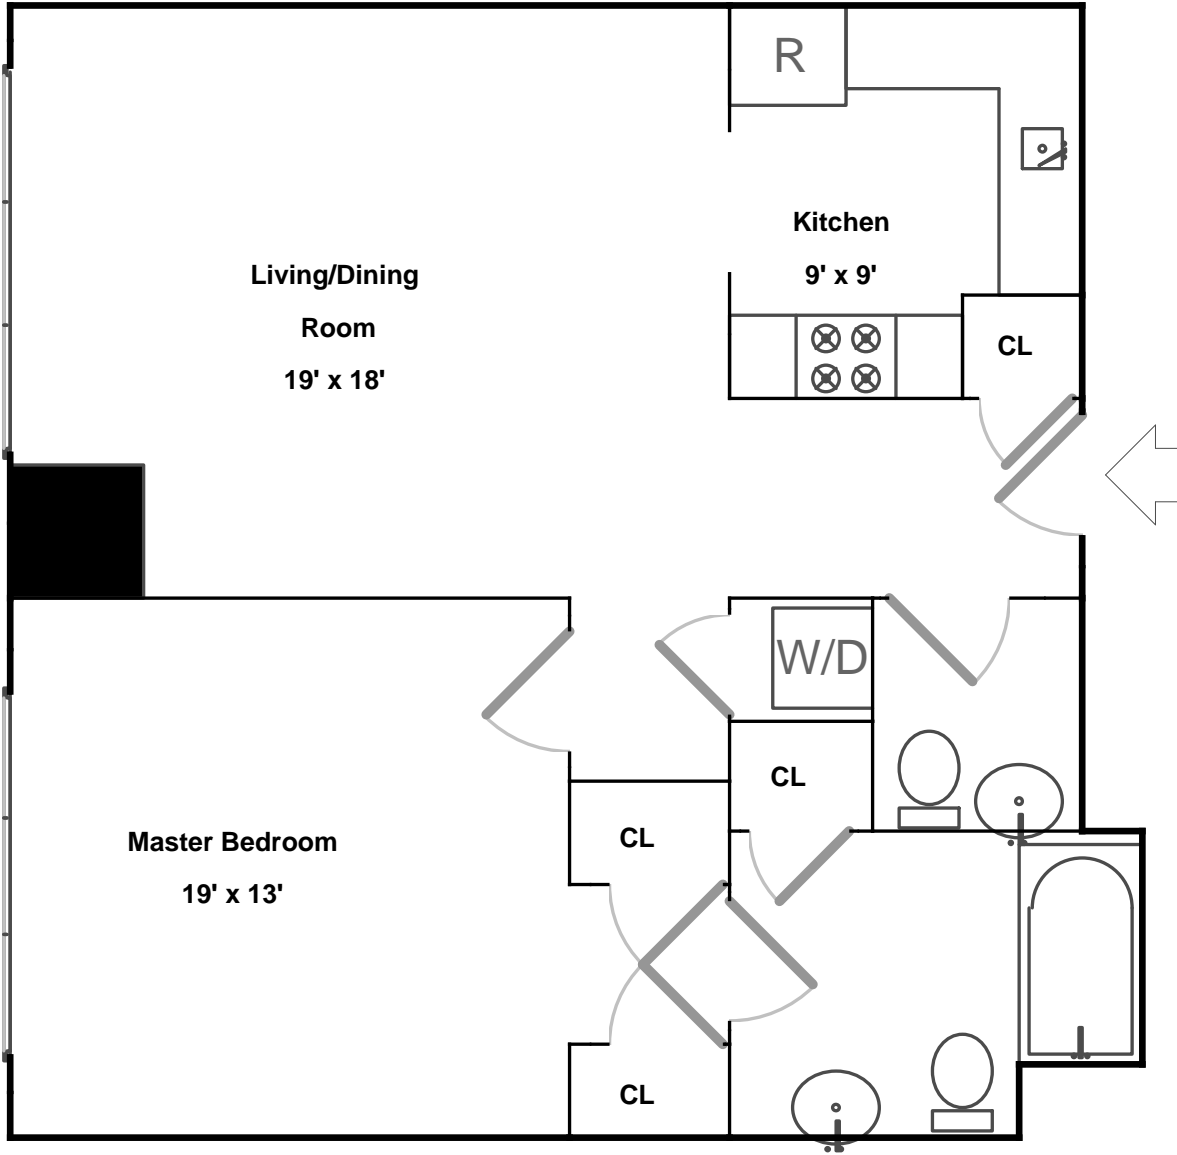 R
Kitchen
9' x 9'
Living/Dining
Room
19' x 18'
CL
W/D
CL
CL
Master Bedroom
19' x 13'
CL